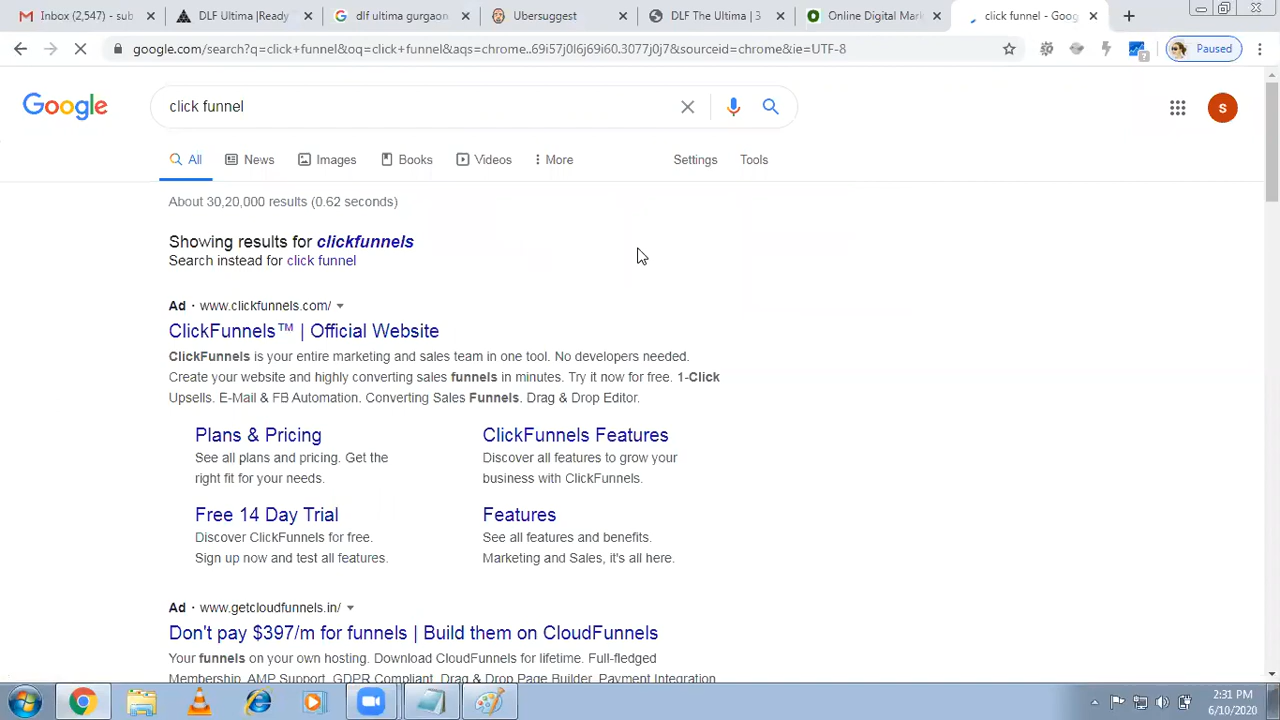 Inbox (2,547) - sub
DLF Ultima |Ready
dlf ultima gurgaon
Ubersuggest
DLF The Ultima | 3
Online Digital Mark
click funnel - Goog
google.com/search?q=click+funnel&oq=click+funnel&aqs=chrome..69i57j0l6j69i60.3077j0j7&sourceid=chrome&ie=UTF-8
Paused
Google
click funnel
S
All
News
Images
Books
Videos
More
Settings
Tools
About 30,20,000 results (0.62 seconds)
Showing results for clickfunnels
Search instead for click funnel
Ad · www.clickfunnels.com/
ClickFunnels™ | Official Website
ClickFunnels is your entire marketing and sales team in one tool. No developers needed.
Create your website and highly converting sales funnels in minutes. Try it now for free. 1-Click
Upsells. E-Mail & FB Automation. Converting Sales Funnels. Drag & Drop Editor.
Plans & Pricing
See all plans and pricing. Get the
right fit for your needs.
ClickFunnels Features
Discover all features to grow your
business with ClickFunnels.
Free 14 Day Trial
Discover ClickFunnels for free.
Sign up now and test all features.
Features
See all features and benefits.
Marketing and Sales, it's all here.
Ad · www.getcloudfunnels.in/
Don't pay $397/m for funnels | Build them on CloudFunnels
Your funnels on your own hosting. Download CloudFunnels for lifetime. Full-fledged
Membership, AMP Support, GDPR Compliant, Drag & Drop Page Builder, Payment Integration
2:31 PM
6/10/2020